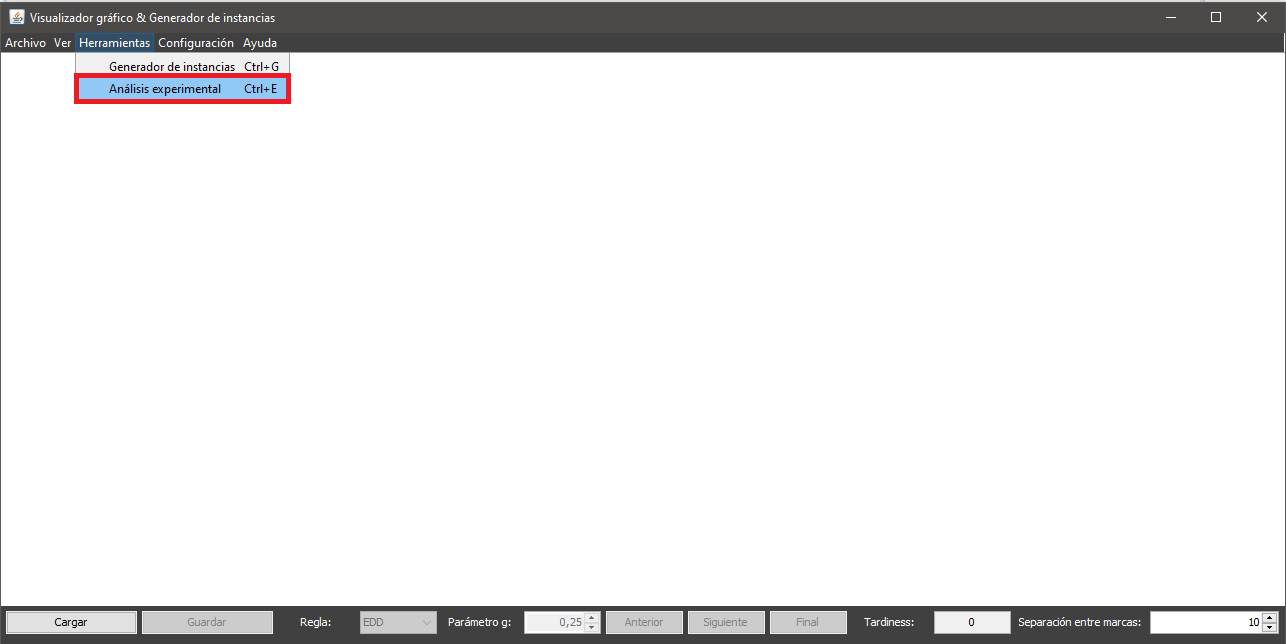 Visualizador gráfico & Generador de instancias
Archivo Ver Herramientas Configuración Ayuda
Generador de instancias Ctrl+G
Análisis experimental Ctrl+E
Cargar Guardar Regla: EDD Parámetro g: 0,25 Anterior Siguiente Final Tardiness: 0 Separación entre marcas: 10